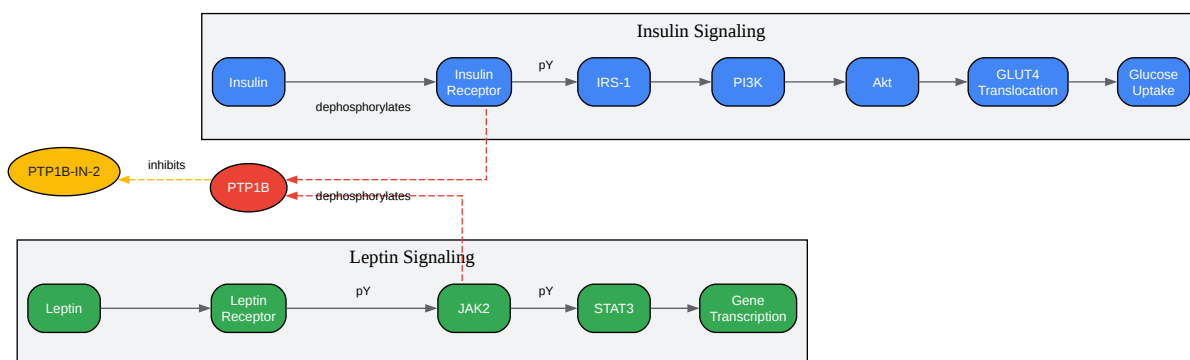 Insulin Signaling
Insulin
Insulin
Receptor
pY
IRS-1
PI3K
Akt
GLUT4
Translocation
Glucose
Uptake
dephosphorylates
PTP1B-IN-2
inhibits
PTP1B
dephosphorylates
Leptin Signaling
Leptin
Leptin
Receptor
pY
JAK2
pY
STAT3
Gene
Transcription